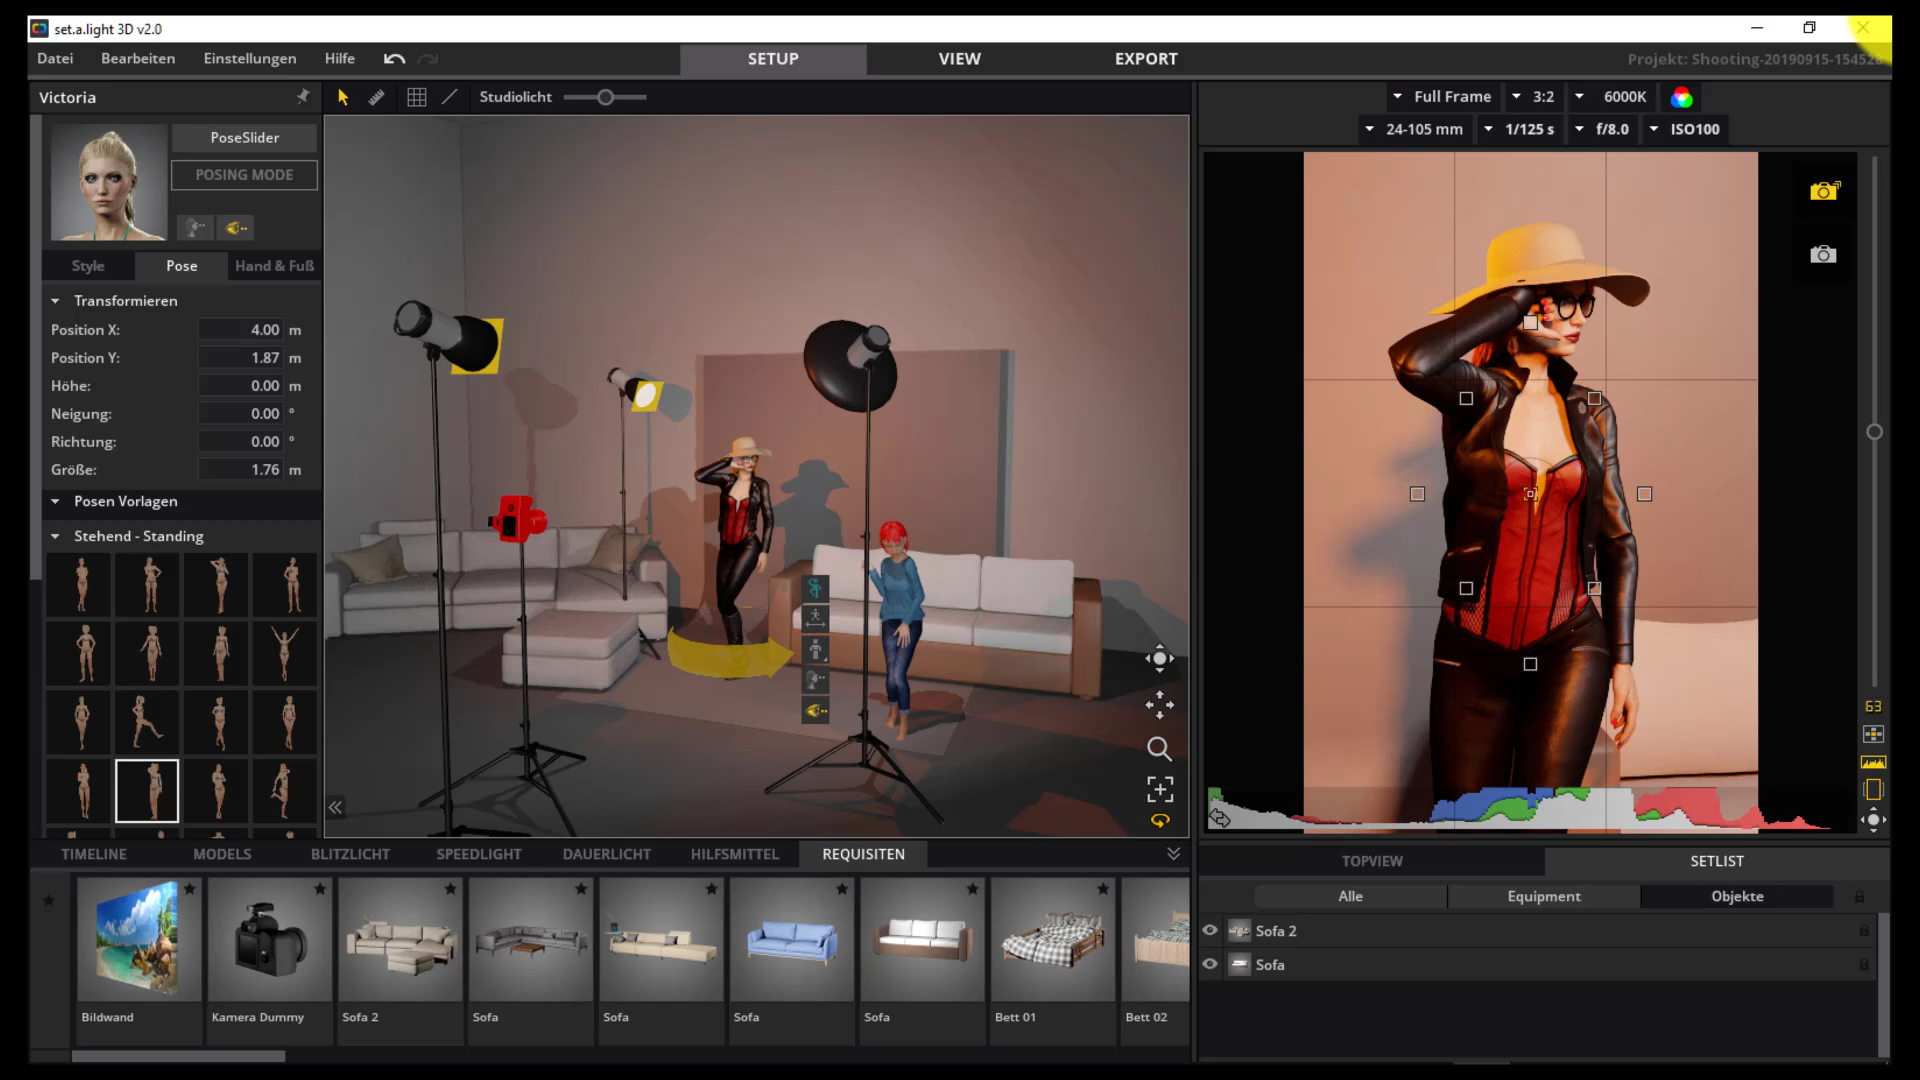 set.a.light 3D v2.0
Datei Bearbeiten Einstellungen Hilfe SETUP VIEW EXPORT Projekt: Shooting-20190915-1545
Victoria
Studiolicht
Full Frame 3:2 6000K
24-105 mm 1/125 s f/8.0 ISO100
PoseSlider
POSING MODE
Style Pose Hand & Fuß
Transformieren
Position X: 4.00 m
Position Y: 1.87 m
Höhe: 0.00 m
Neigung: 0.00 °
Richtung: 0.00 °
Größe: 1.76 m
Posen Vorlagen
Stehend - Standing
63
TIMELINE MODELS BLITZLICHT SPEEDLIGHT DAUERLICHT HILFSMITTEL REQUISITEN
Bildwand Kamera Dummy Sofa 2 Sofa Sofa Sofa Sofa Bett 01 Bett 02
TOPVIEW SETLIST
Alle Equipment Objekte
Sofa 2
Sofa